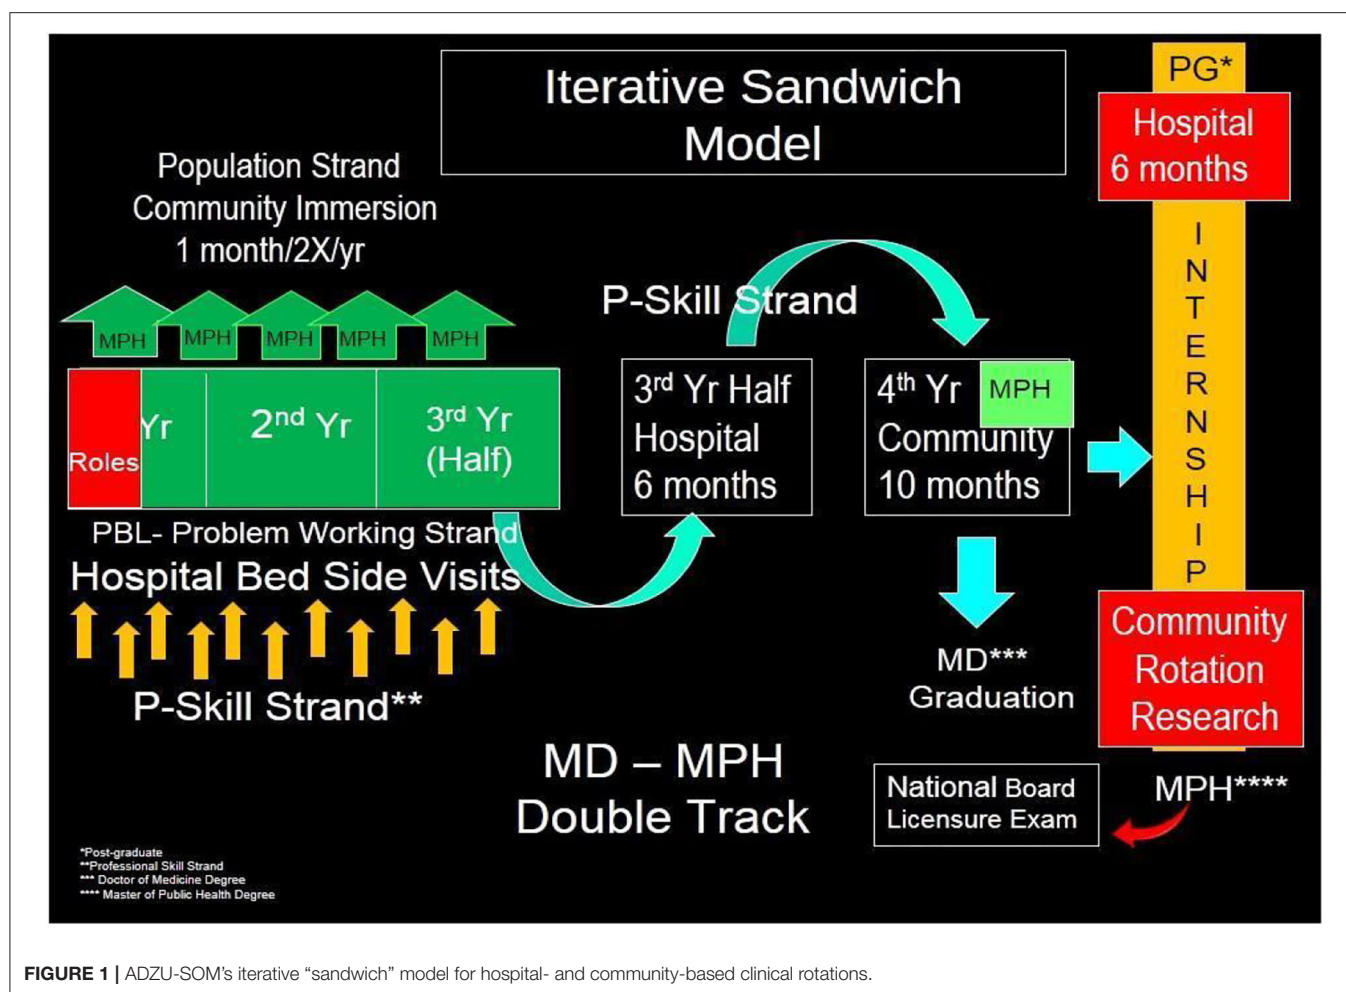 Iterative Sandwich
Model
PG*
Hospital
6 months
Population Strand
Community Immersion
1 month/2X/yr
MPH
MPH
MPH
MPH
MPH
Roles
Yr
2nd Yr
3rd Yr
(Half)
PBL- Problem Working Strand
Hospital Bed Side Visits
P-Skill Strand**
P-Skill Strand
3rd Yr Half
Hospital
6 months
4th Yr
MPH
Community
10 months
MD***
Graduation
I
N
T
E
R
N
S
H
I
P
Community
Rotation
Research
MPH****
National Board
Licensure Exam
MD – MPH
Double Track
*Post-graduate
**Professional Skill Strand
*** Doctor of Medicine Degree
**** Master of Public Health Degree
FIGURE 1 | ADZU-SOM's iterative “sandwich” model for hospital- and community-based clinical rotations.